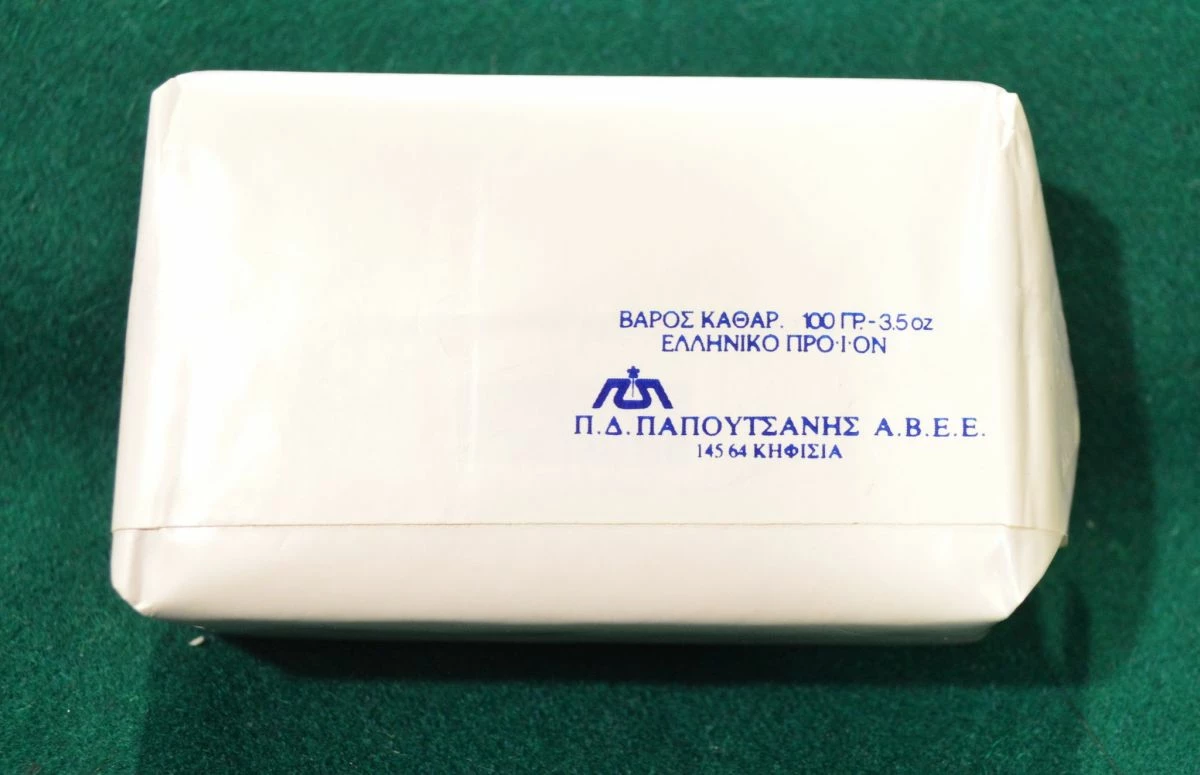 ΒΑΡΟΣ ΚΑΘΑΡ. 100 ΓΡ.-3.5 oz
ΕΛΛΗΝΙΚΟ ΠΡΟ·Ι·ΟΝ
Π.Δ. ΠΑΠΟΥΤΣΑΝΗΣ Α.Β.Ε.Ε.
145 64 ΚΗΦΙΣΙΑ